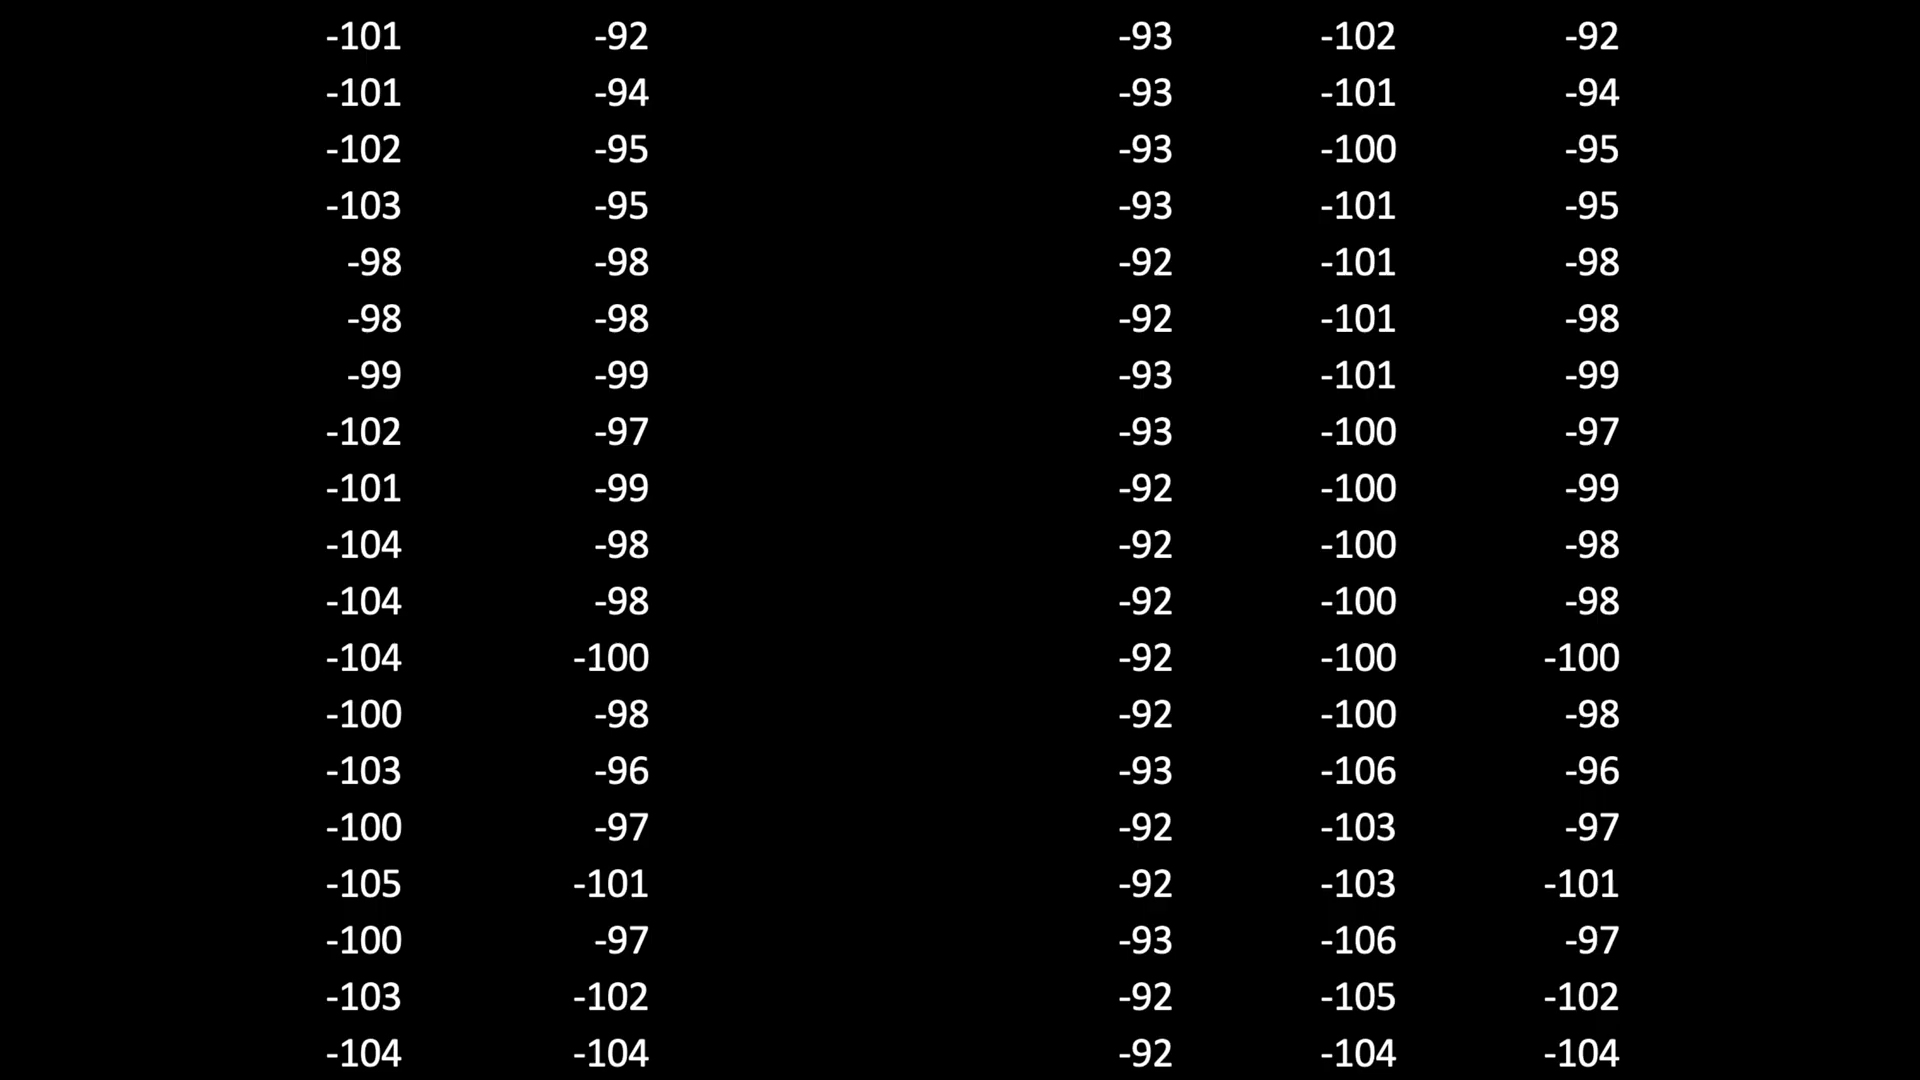 -101 -92 -93 -102 -92
-101 -94 -93 -101 -94
-102 -95 -93 -100 -95
-103 -95 -93 -101 -95
-98 -98 -92 -101 -98
-98 -98 -92 -101 -98
-99 -99 -93 -101 -99
-102 -97 -93 -100 -97
-101 -99 -92 -100 -99
-104 -98 -92 -100 -98
-104 -98 -92 -100 -98
-104 -100 -92 -100 -100
-100 -98 -92 -100 -98
-103 -96 -93 -106 -96
-100 -97 -92 -103 -97
-105 -101 -92 -103 -101
-100 -97 -93 -106 -97
-103 -102 -92 -105 -102
-104 -104 -92 -104 -104